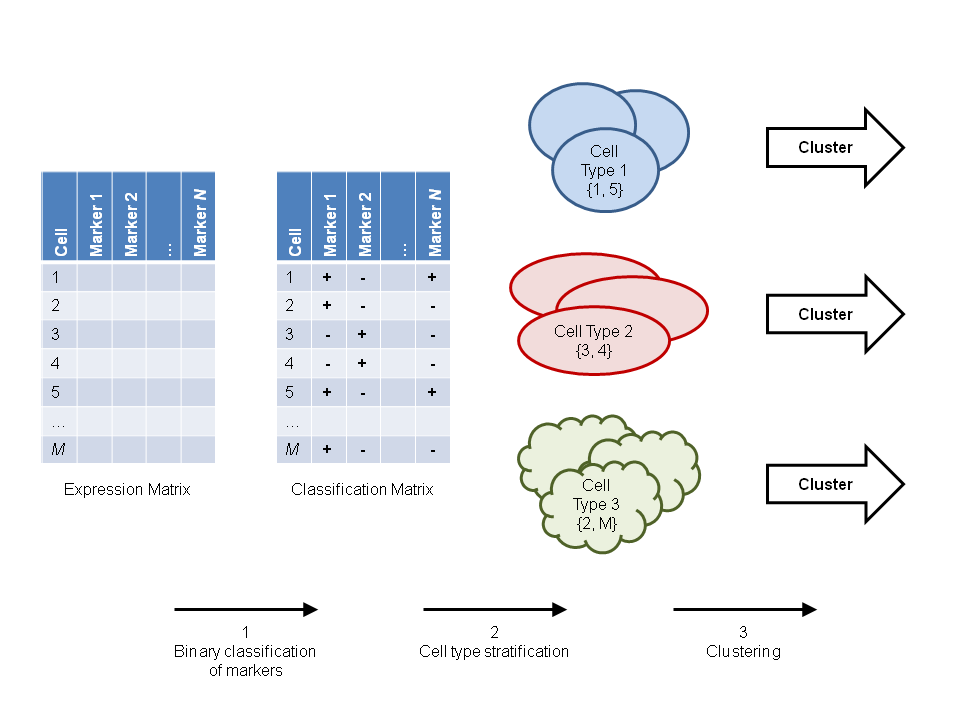 Cell Marker 1 Marker 2 … Marker N
1
2
3
4
5
…
M
Expression Matrix
Cell Marker 1 Marker 2 … Marker N
1 + - +
2 + - -
3 - + -
4 - + -
5 + - +
…
M + - -
Classification Matrix
Cell
Type 1
{1, 5}
Cluster
Cell Type 2
{3, 4}
Cluster
Cell
Type 3
{2, M}
Cluster
1
Binary classification
of markers
2
Cell type stratification
3
Clustering